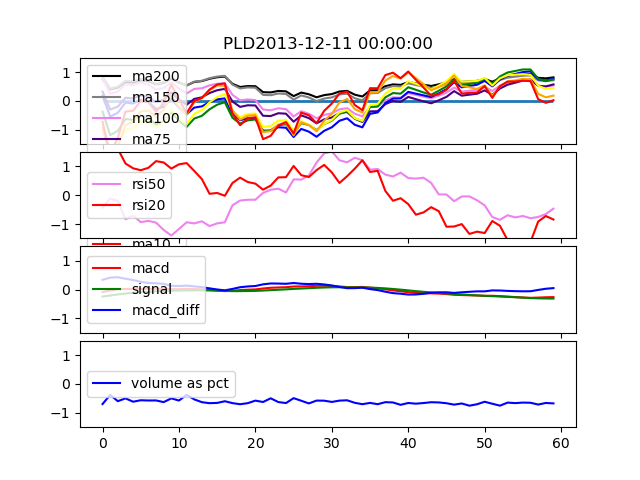 PLD2013-12-11 00:00:00
1
0
−1
ma200
ma150
ma100
ma75
1
0
−1
rsi50
rsi20
ma10
1
0
−1
macd
signal
macd_diff
1
0
−1
volume as pct
0 10 20 30 40 50 60